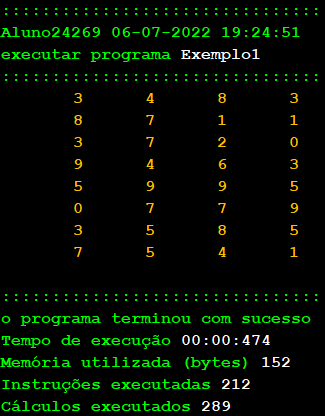 ::::::::::::::::::::::::::::::::
Aluno24269 06-07-2022 19:24:51
executar programa Exemplo1
::::::::::::::::::::::::::::::::
3 4 8 3
8 7 1 1
3 7 2 0
9 4 6 3
5 9 9 5
0 7 7 9
3 5 8 5
7 5 4 1
::::::::::::::::::::::::::::::::
o programa terminou com sucesso
Tempo de execução 00:00:474
Memória utilizada (bytes) 152
Instruções executadas 212
Cálculos executados 289